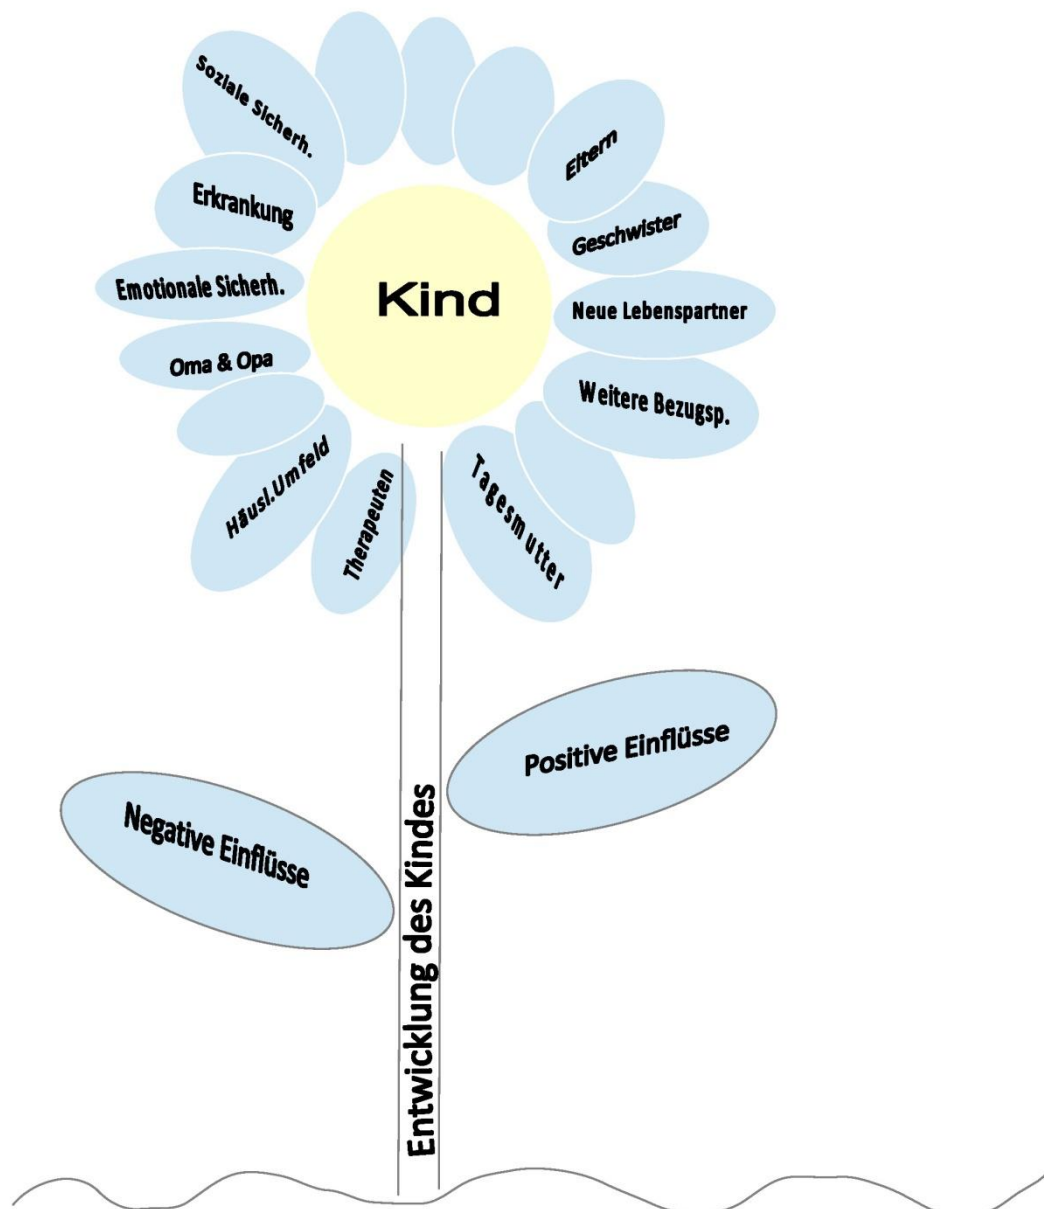 Soziale Sicherh.
Eltern
Erkrankung
Geschwister
Emotionale Sicherh.
Kind
Neue Lebenspartner
Oma & Opa
Weitere Bezugsp.
Häusl.Umfeld
Therapeuten
Tagesmutter
Positive Einflüsse
Negative Einflüsse
Entwicklung des Kindes